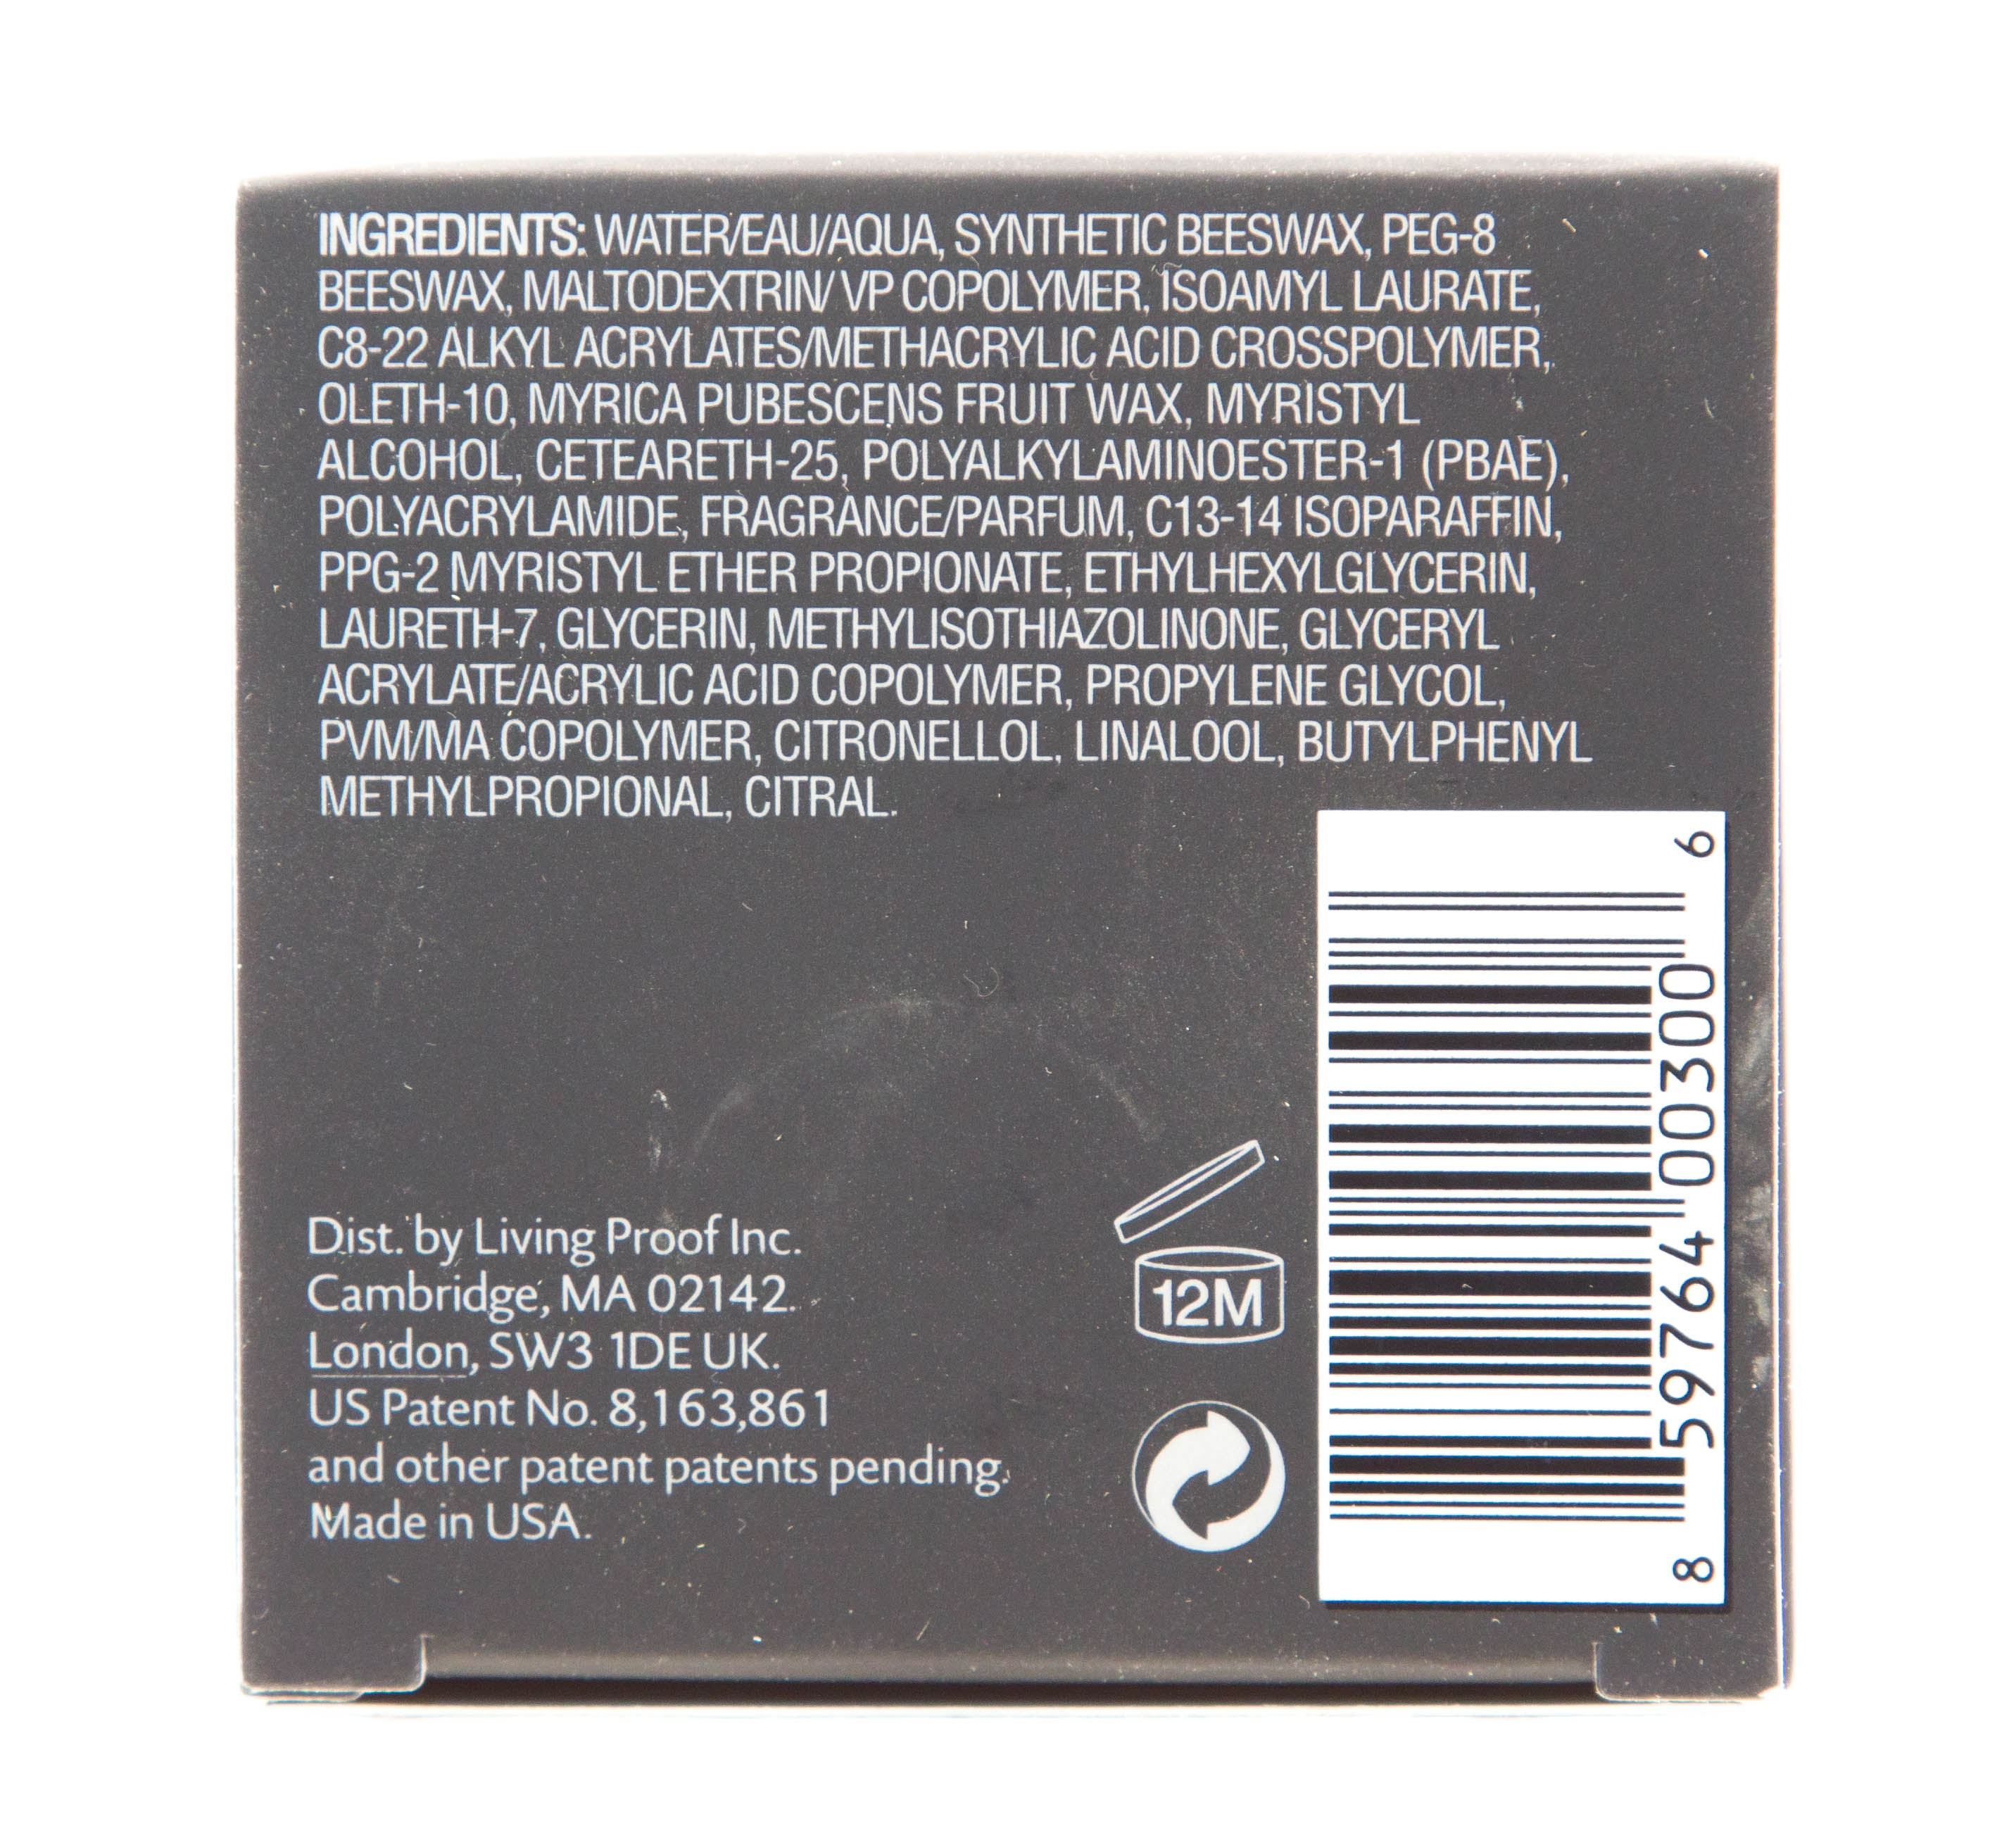 INGREDIENTS: WATER/EAU/AQUA, SYNTHETIC BEESWAX, PEG-8
BEESWAX, MALTODEXTRIN/ VP COPOLYMER, ISOAMYL LAURATE,
C8-22 ALKYL ACRYLATES/METHACRYLIC ACID CROSSPOLYMER,
OLETH-10, MYRICA PUBESCENS FRUIT WAX, MYRISTYL
ALCOHOL, CETEARETH-25, POLYALKYLAMINOESTER-1 (PBAE),
POLYACRYLAMIDE, FRAGRANCE/PARFUM, C13-14 ISOPARAFFIN,
PPG-2 MYRISTYL ETHER PROPIONATE, ETHYLHEXYLGLYCERIN,
LAURETH-7, GLYCERIN, METHYLISOTHIAZOLINONE, GLYCERYL
ACRYLATE/ACRYLIC ACID COPOLYMER, PROPYLENE GLYCOL,
PVM/MA COPOLYMER, CITRONELLOL, LINALOOL, BUTYLPHENYL
METHYLPROPIONAL, CITRAL.
Dist. by Living Proof Inc.
Cambridge, MA 02142.
London, SW3 1DE UK.
US Patent No. 8,163,861
and other patent patents pending.
Made in USA.
12M
8 59764 00300 6